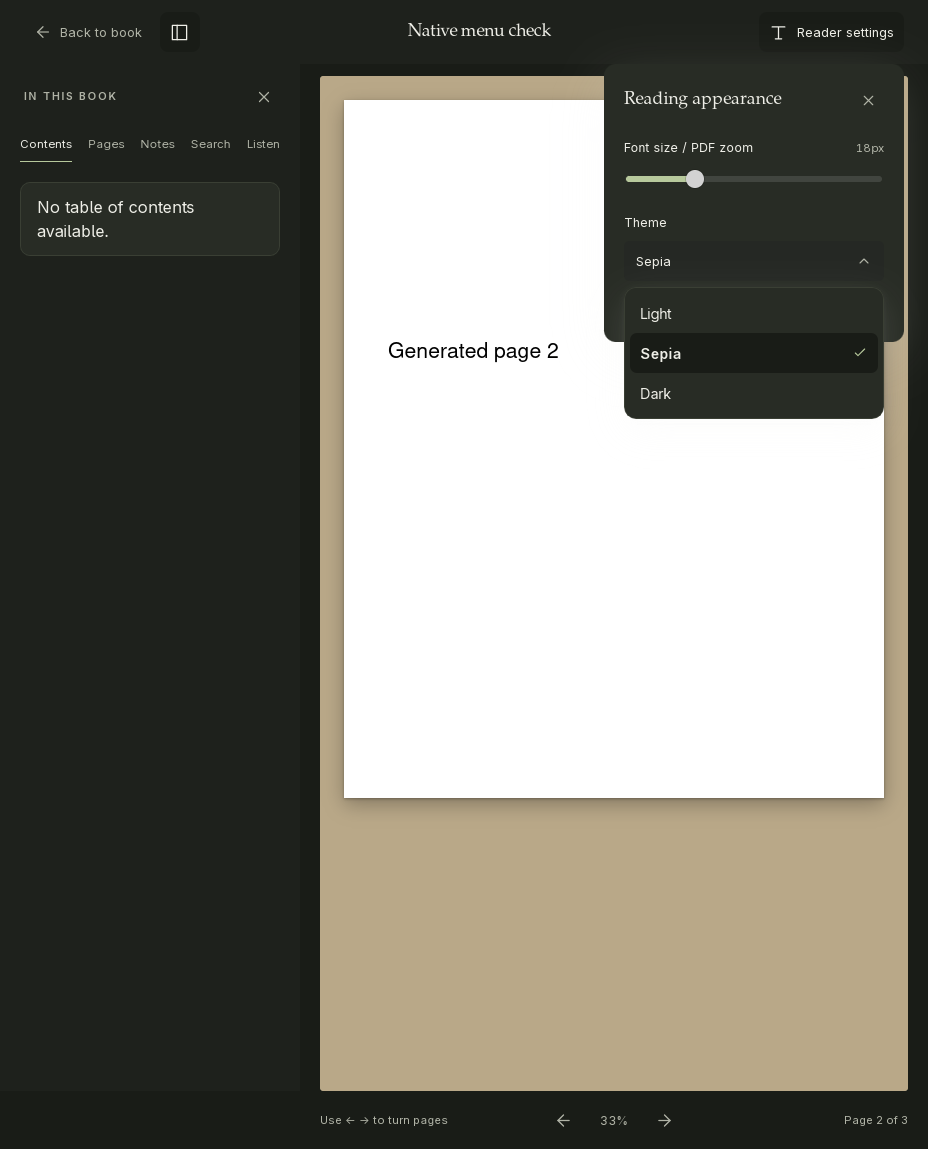 Back to book
Native menu check
Reader settings
IN THIS BOOK
Contents Pages Notes Search Listen
No table of contents
available.
Generated page 2
Reading appearance
Font size / PDF zoom 18px
Theme
Sepia
Light
Sepia
Dark
Use ← → to turn pages
33%
Page 2 of 3